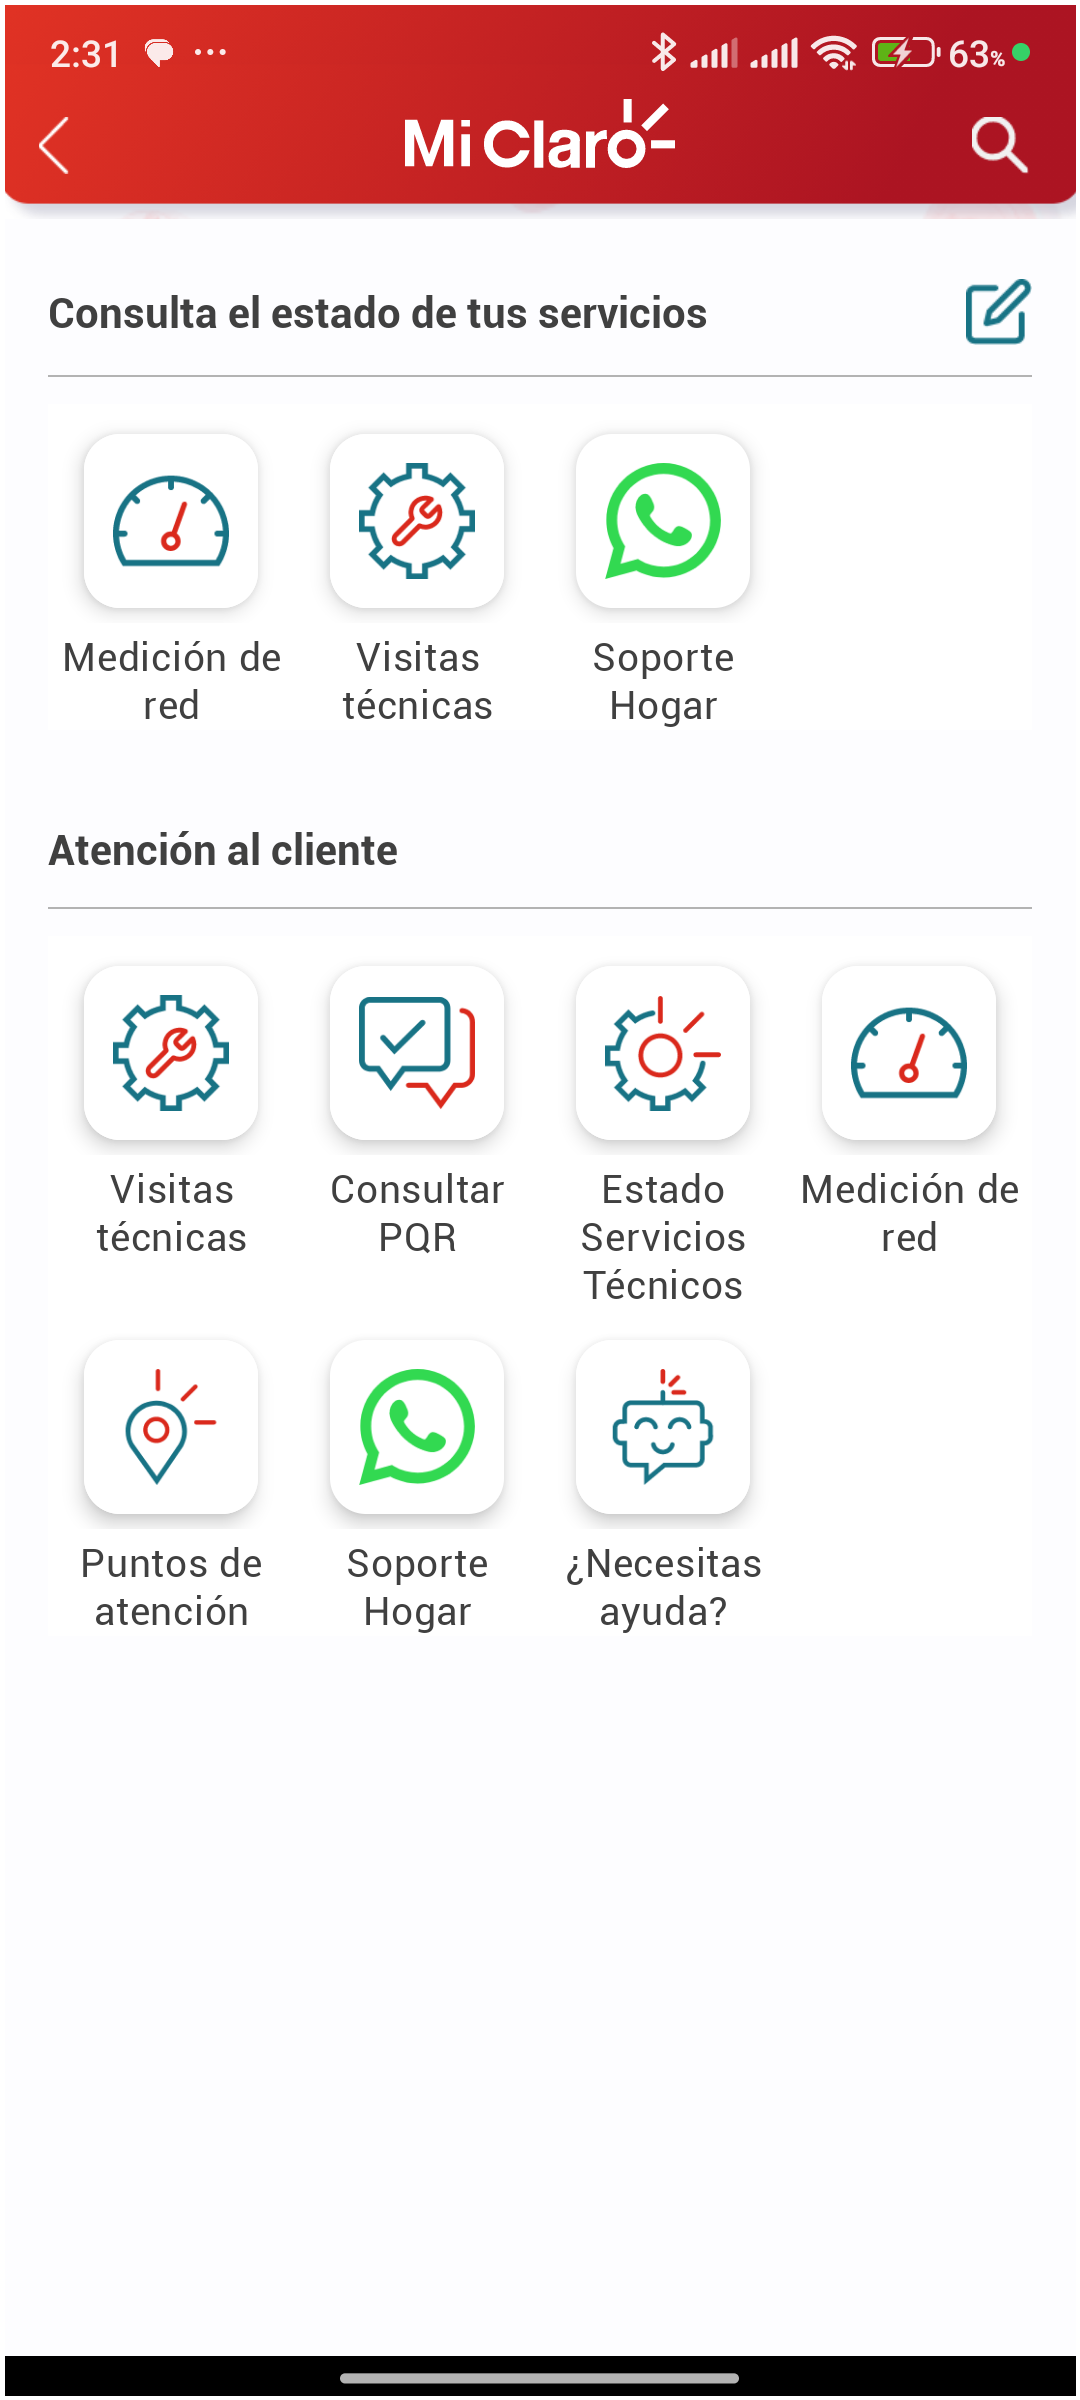 2:31 ... 63%
Mi Claro
Consulta el estado de tus servicios
Medición de
red
Visitas
técnicas
Soporte
Hogar
Atención al cliente
Visitas
técnicas
Consultar
PQR
Estado
Servicios
Técnicos
Medición de
red
Puntos de
atención
Soporte
Hogar
¿Necesitas
ayuda?